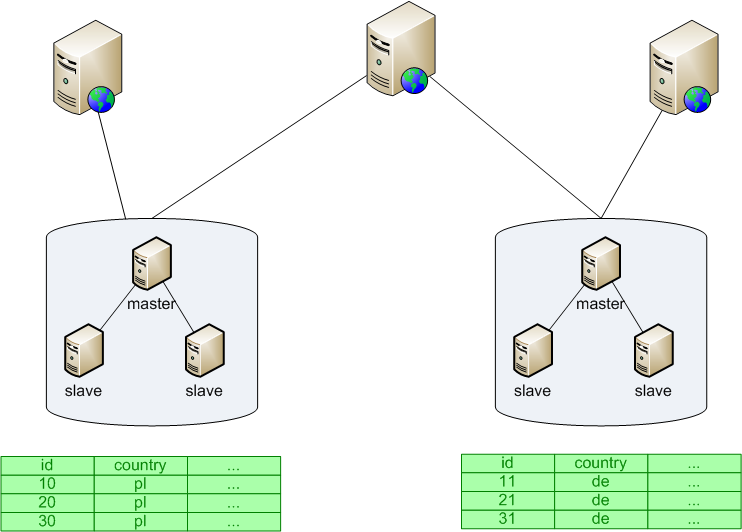 master
slave slave
master
slave slave
id country ...
10 pl ...
20 pl ...
30 pl ...
id country ...
11 de ...
21 de ...
31 de ...